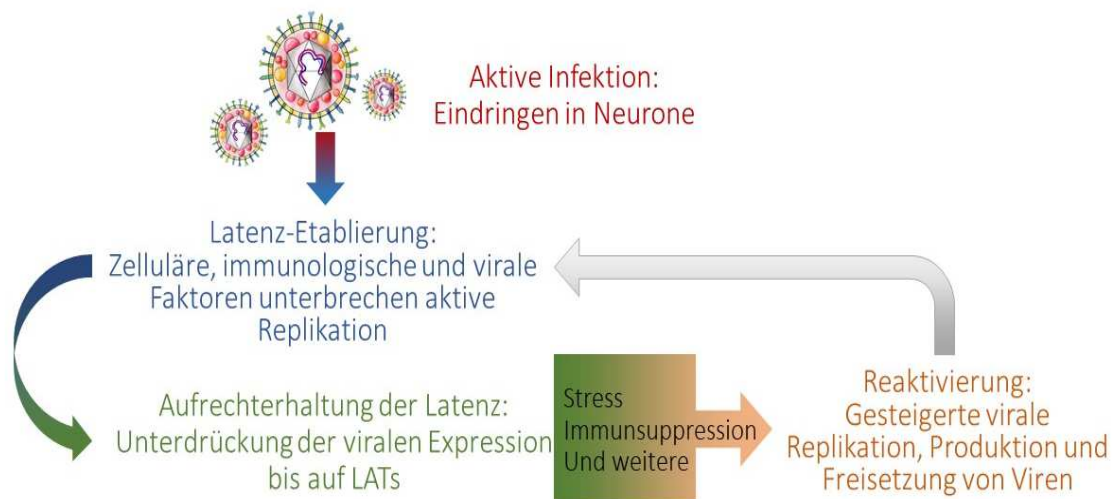 Aktive Infektion:
Eindringen in Neurone
Latenz-Etablierung:
Zelluläre, immunologische und virale
Faktoren unterbrechen aktive
Replikation
Aufrechterhaltung der Latenz:
Unterdrückung der viralen Expression
bis auf LATs
Stress
Immunsuppression
Und weitere
Reaktivierung:
Gesteigerte virale
Replikation, Produktion und
Freisetzung von Viren